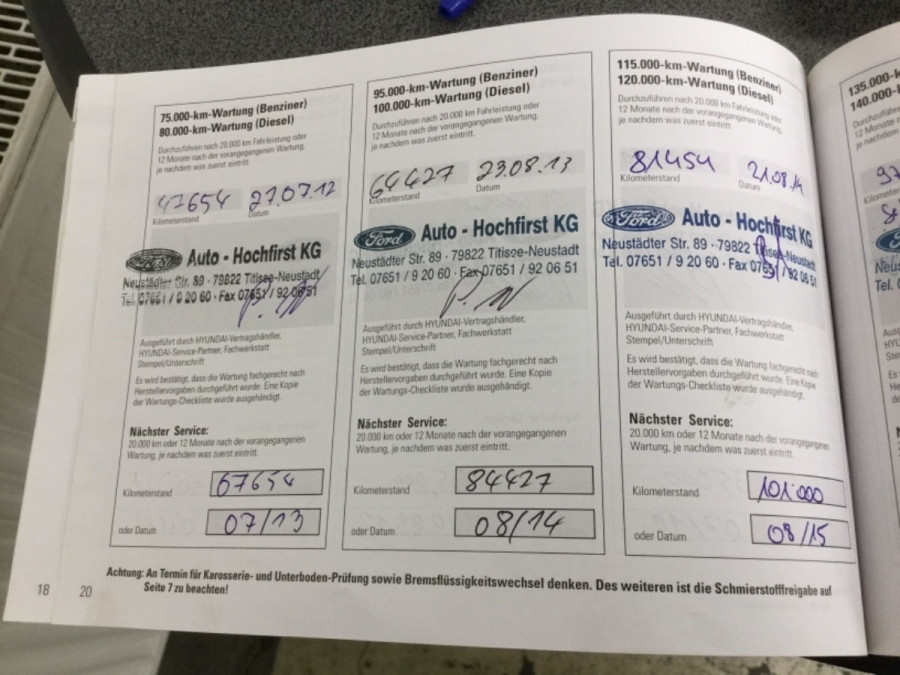 75.000-km-Wartung (Benziner)
80.000-km-Wartung (Diesel)
Durchzuführen nach 20.000 km Fahrleistung oder
12 Monate nach der vorangegangenen Wartung,
je nachdem was zuerst eintritt.
47654 27.07.12
Kilometerstand Datum
Ford Auto - Hochfirst KG
Neustädter Str. 89 · 79822 Titisee-Neustadt
Tel. 07651 / 9 20 60 · Fax 07651 / 92 06 51
Ausgeführt durch HYUNDAI-Vertragshändler,
HYUNDAI-Service-Partner, Fachwerkstatt
Stempel/Unterschrift
Es wird bestätigt, dass die Wartung fachgerecht nach
Herstellervorgaben durchgeführt wurde. Eine Kopie
der Wartungs-Checkliste wurde ausgehändigt.
Nächster Service:
20.000 km oder 12 Monate nach der vorangegangenen
Wartung, je nachdem was zuerst eintritt.
Kilometerstand 67654
oder Datum 07/13
95.000-km-Wartung (Benziner)
100.000-km-Wartung (Diesel)
Durchzuführen nach 20.000 km Fahrleistung oder
12 Monate nach der vorangegangenen Wartung,
je nachdem was zuerst eintritt.
64427 23.08.13
Kilometerstand Datum
Ford Auto - Hochfirst KG
Neustädter Str. 89 · 79822 Titisee-Neustadt
Tel. 07651 / 9 20 60 · Fax 07651 / 92 06 51
Ausgeführt durch HYUNDAI-Vertragshändler,
HYUNDAI-Service-Partner, Fachwerkstatt
Stempel/Unterschrift
Es wird bestätigt, dass die Wartung fachgerecht nach
Herstellervorgaben durchgeführt wurde. Eine Kopie
der Wartungs-Checkliste wurde ausgehändigt.
Nächster Service:
20.000 km oder 12 Monate nach der vorangegangenen
Wartung, je nachdem was zuerst eintritt.
Kilometerstand 84427
oder Datum 08/14
115.000-km-Wartung (Benziner)
120.000-km-Wartung (Diesel)
Durchzuführen nach 20.000 km Fahrleistung oder
12 Monate nach der vorangegangenen Wartung,
je nachdem was zuerst eintritt.
81454 21.08.14
Kilometerstand Datum
Ford Auto - Hochfirst KG
Neustädter Str. 89 · 79822 Titisee-Neustadt
Tel. 07651 / 9 20 60 · Fax 07651 / 92 06 51
Ausgeführt durch HYUNDAI-Vertragshändler,
HYUNDAI-Service-Partner, Fachwerkstatt
Stempel/Unterschrift
Es wird bestätigt, dass die Wartung fachgerecht nach
Herstellervorgaben durchgeführt wurde. Eine Kopie
der Wartungs-Checkliste wurde ausgehändigt.
Nächster Service:
20.000 km oder 12 Monate nach der vorangegangenen
Wartung, je nachdem was zuerst eintritt.
Kilometerstand 101.000
oder Datum 08/15
Achtung: An Termin für Karosserie- und Unterboden-Prüfung sowie Bremsflüssigkeitswechsel denken. Des weiteren ist die Schmierstofffreigabe auf
Seite 7 zu beachten!
18 20
135.000-k
140.000-